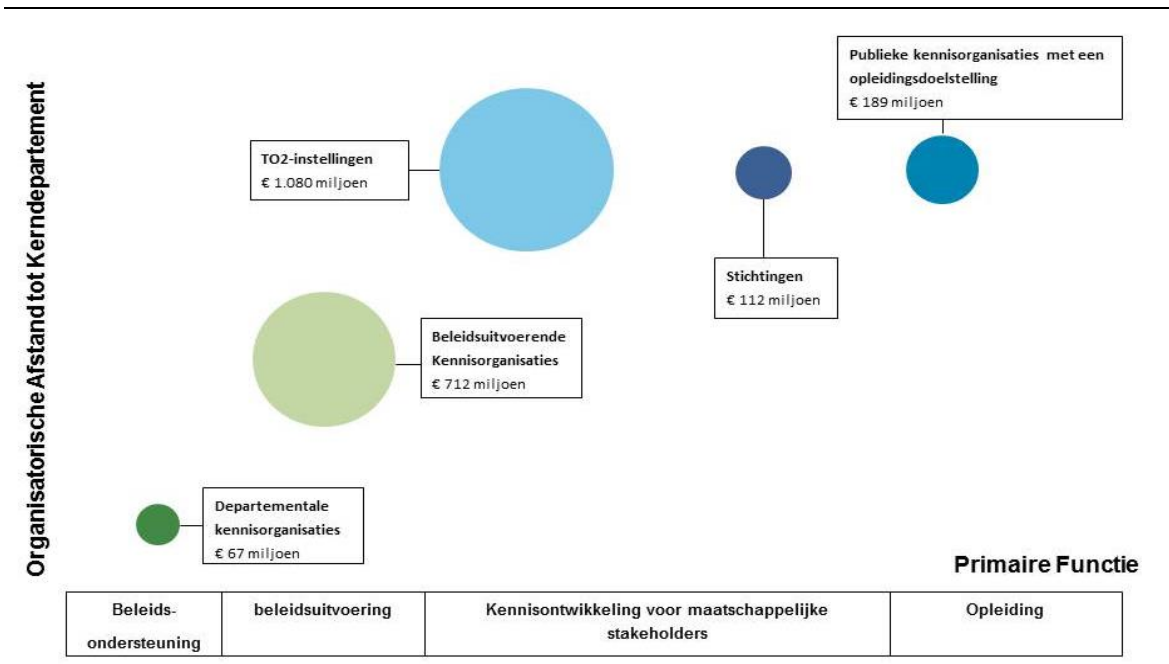 Publieke kennisorganisaties met een
opleidingsdoelstelling
€ 189 miljoen
TO2-instellingen
€ 1.080 miljoen
Stichtingen
€ 112 miljoen
Beleidsuitvoerende
Kennisorganisaties
€ 712 miljoen
Departementale
kennisorganisaties
€ 67 miljoen
Organisatorische Afstand tot Kerndepartement
Primaire Functie
Beleids-
ondersteuning
beleidsuitvoering
Kennisontwikkeling voor maatschappelijke
stakeholders
Opleiding